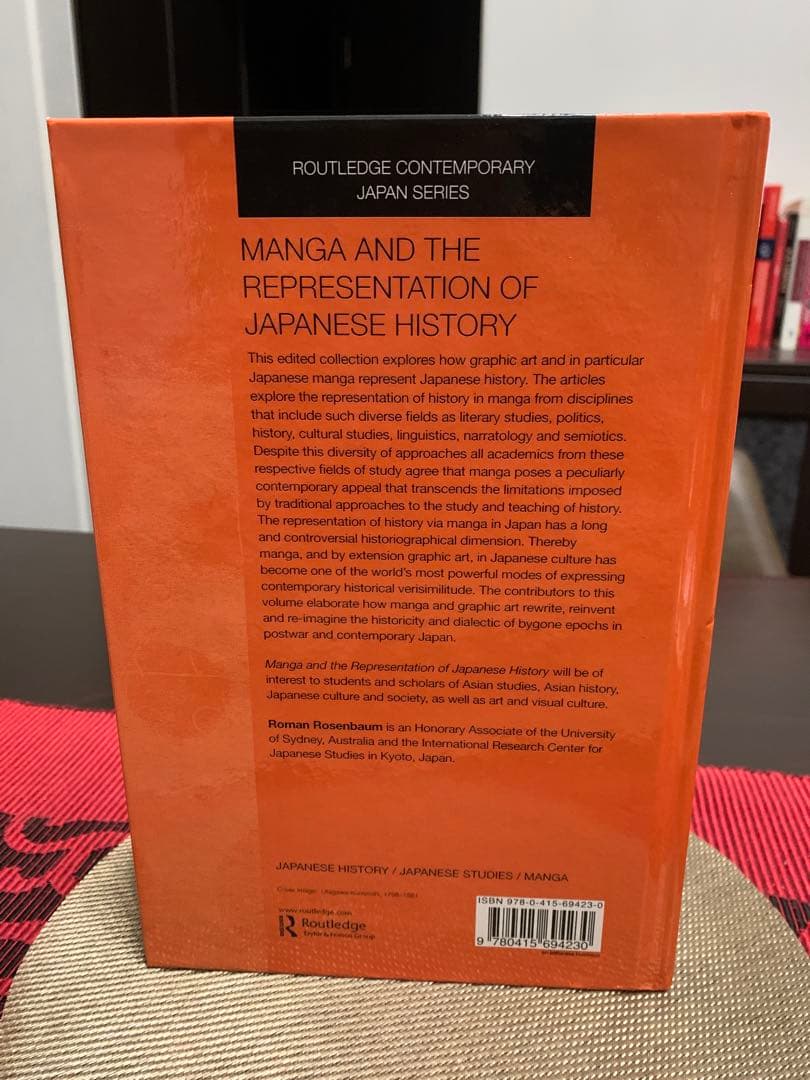 ROUTLEDGE CONTEMPORARY
JAPAN SERIES
MANGA AND THE
REPRESENTATION OF
JAPANESE HISTORY
This edited collection explores how graphic art and in particular
Japanese manga represent Japanese history. The articles
explore the representation of history in manga from disciplines
that include such diverse fields as literary studies, politics,
history, cultural studies, linguistics, narratology and semiotics.
Despite this diversity of approaches all academics from these
respective fields of study agree that manga poses a peculiarly
contemporary appeal that transcends the limitations imposed
by traditional approaches to the study and teaching of history.
The representation of history via manga in Japan has a long
and controversial historiographical dimension. Thereby
manga, and by extension graphic art, in Japanese culture has
become one of the world's most powerful modes of expressing
contemporary historical verisimilitude. The contributors to this
volume elaborate how manga and graphic art rewrite, reinvent
and re-imagine the historicity and dialectic of bygone epochs in
postwar and contemporary Japan.
Manga and the Representation of Japanese History will be of
interest to students and scholars of Asian studies, Asian history,
Japanese culture and society, as well as art and visual culture.
Roman Rosenbaum is an Honorary Associate of the University
of Sydney, Australia and the International Research Center for
Japanese Studies in Kyoto, Japan.
JAPANESE HISTORY / JAPANESE STUDIES / MANGA
Cover image: Utagawa Kuniyoshi, 1798-1861
www.routledge.com
Routledge
Taylor & Francis Group
ISBN 978-0-415-69423-0
9 780415 694230